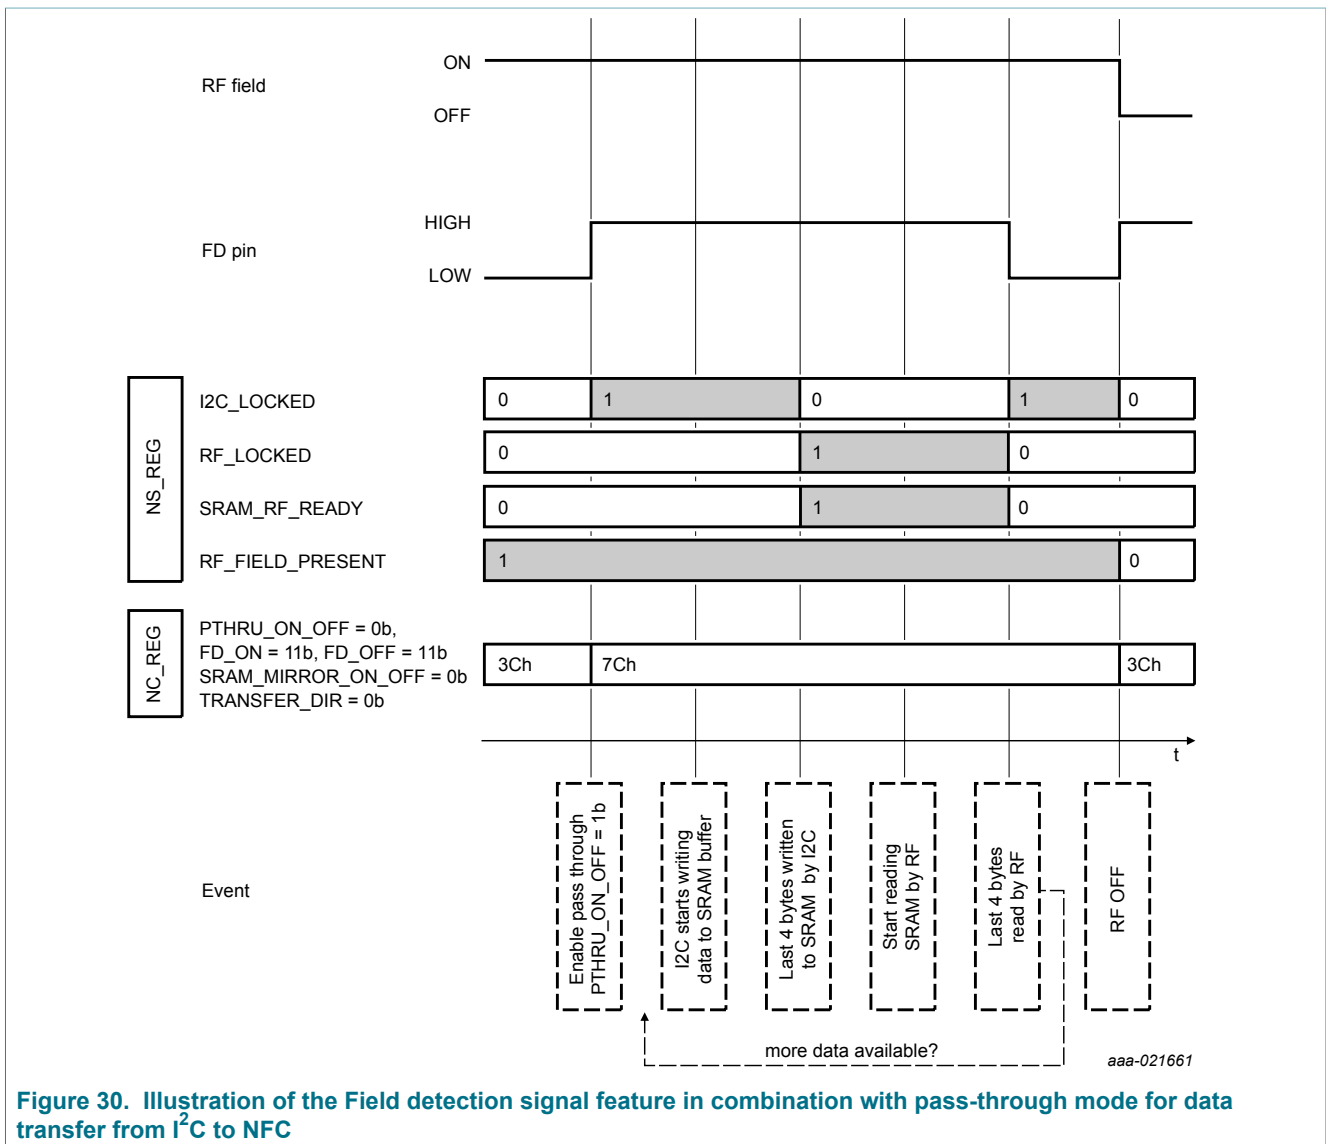 RF field
ON
OFF
FD pin
HIGH
LOW
NS_REG
I2C_LOCKED
0 1 0 1 0
RF_LOCKED
0 1 0
SRAM_RF_READY
0 1 0
RF_FIELD_PRESENT
1 0
NC_REG
PTHRU_ON_OFF = 0b,
FD_ON = 11b, FD_OFF = 11b
SRAM_MIRROR_ON_OFF = 0b
TRANSFER_DIR = 0b
3Ch 7Ch 3Ch
t
Event
Enable pass through
PTHRU_ON_OFF = 1b
I2C starts writing
data to SRAM buffer
Last 4 bytes written
to SRAM by I2C
Start reading
SRAM by RF
Last 4 bytes
read by RF
RF OFF
more data available?
aaa-021661
Figure 30. Illustration of the Field detection signal feature in combination with pass-through mode for data
transfer from I²C to NFC